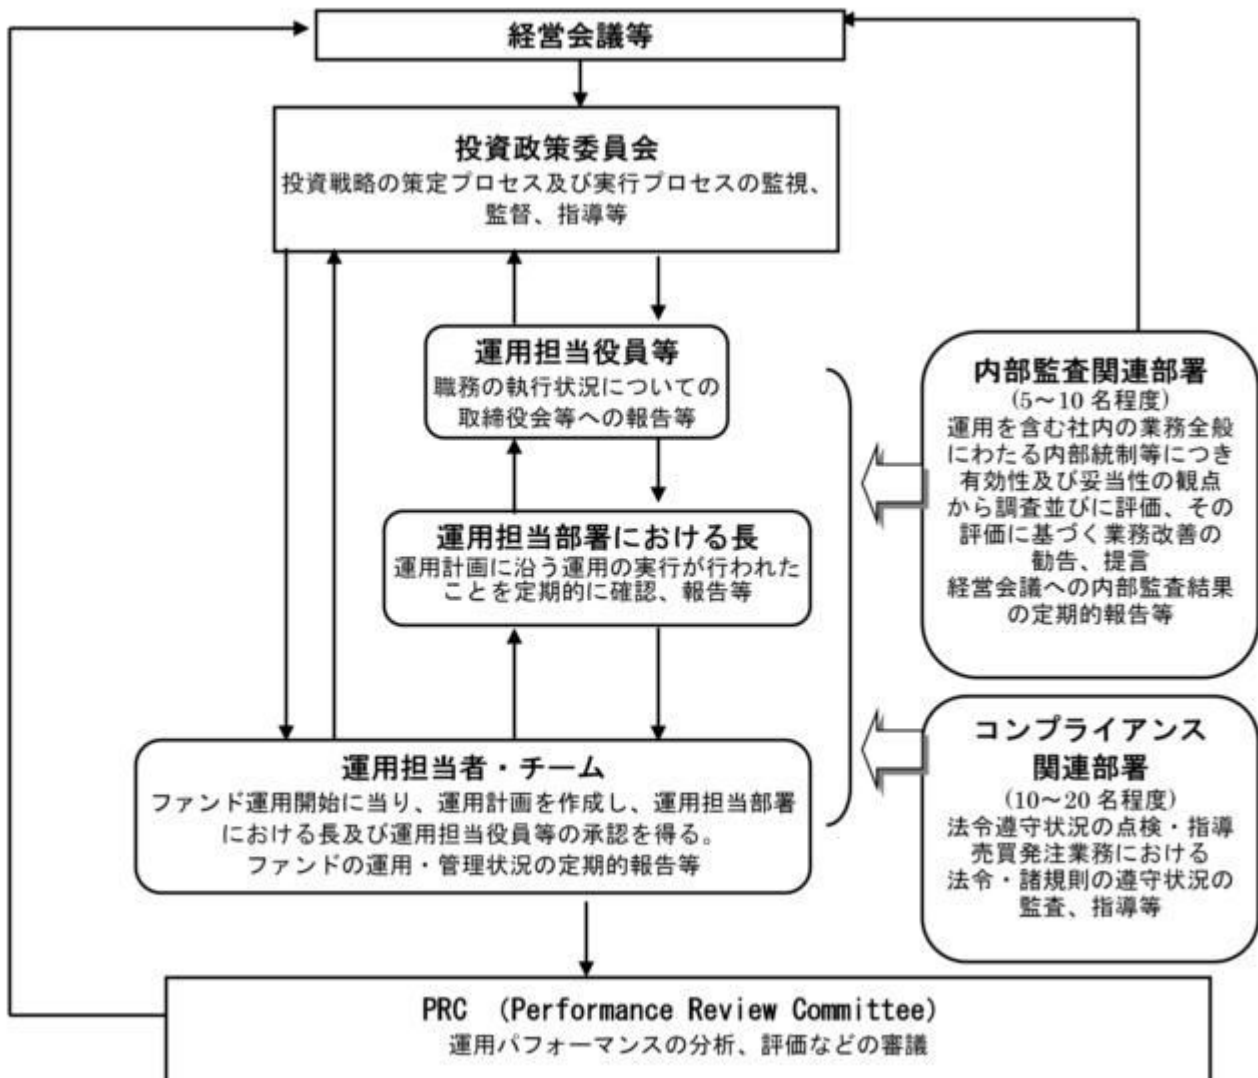 経営会議等
投資政策委員会
投資戦略の策定プロセス及び実行プロセスの監視、
監督、指導等
運用担当役員等
職務の執行状況についての
取締役会等への報告等
運用担当部署における長
運用計画に沿う運用の実行が行われた
ことを定期的に確認、報告等
運用担当者・チーム
ファンド運用開始に当り、運用計画を作成し、運用担当部署
における長及び運用担当役員等の承認を得る。
ファンドの運用・管理状況の定期的報告等
内部監査関連部署
(5～10 名程度)
運用を含む社内の業務全般
にわたる内部統制等につき
有効性及び妥当性の観点
から調査並びに評価、その
評価に基づく業務改善の
勧告、提言
経営会議への内部監査結果
の定期的報告等
コンプライアンス
関連部署
(10～20 名程度)
法令遵守状況の点検・指導
売買発注業務における
法令・諸規則の遵守状況の
監査、指導等
PRC (Performance Review Committee)
運用パフォーマンスの分析、評価などの審議